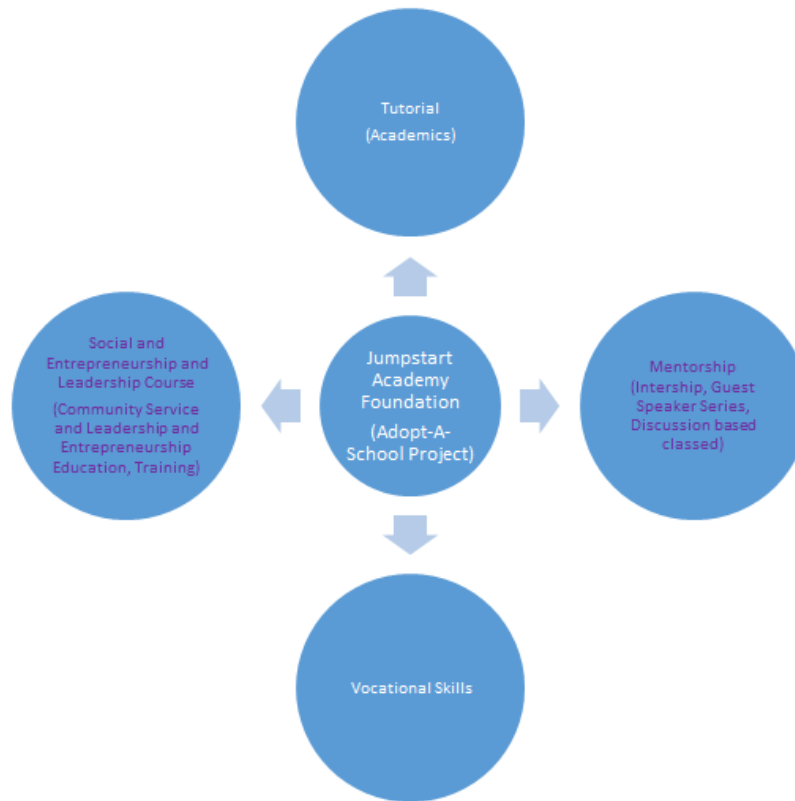 Tutorial
(Academics)
Social and
Entrepreneurship and
Leadership Course
(Community Service
and Leadership and
Entrepreneurship
Education, Training)
Jumpstart
Academy
Foundation
(Adopt-A-
School Project)
Mentorship
(Intership, Guest
Speaker Series,
Discussion based
classed)
Vocational Skills